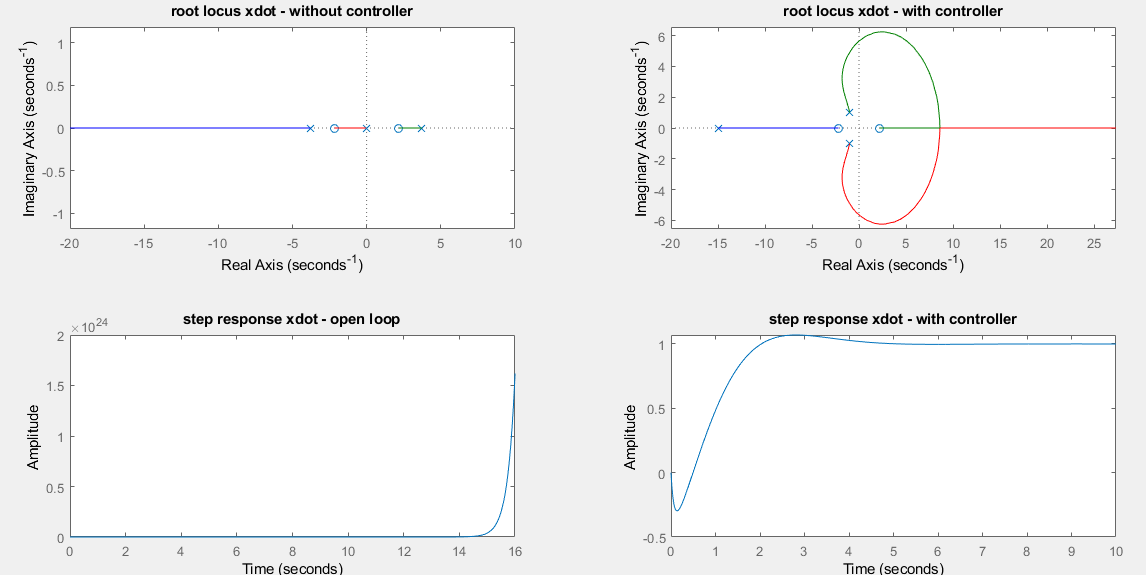 root locus xdot - without controller
1
0.5
0
-0.5
-1
Imaginary Axis (seconds-1)
-20 -15 -10 -5 0 5 10
Real Axis (seconds-1)
root locus xdot - with controller
6
4
2
0
-2
-4
-6
Imaginary Axis (seconds-1)
-20 -15 -10 -5 0 5 10 15 20 25
Real Axis (seconds-1)
step response xdot - open loop
×1024
2
1.5
1
0.5
0
Amplitude
0 2 4 6 8 10 12 14 16
Time (seconds)
step response xdot - with controller
1
0.5
0
-0.5
Amplitude
0 1 2 3 4 5 6 7 8 9 10
Time (seconds)